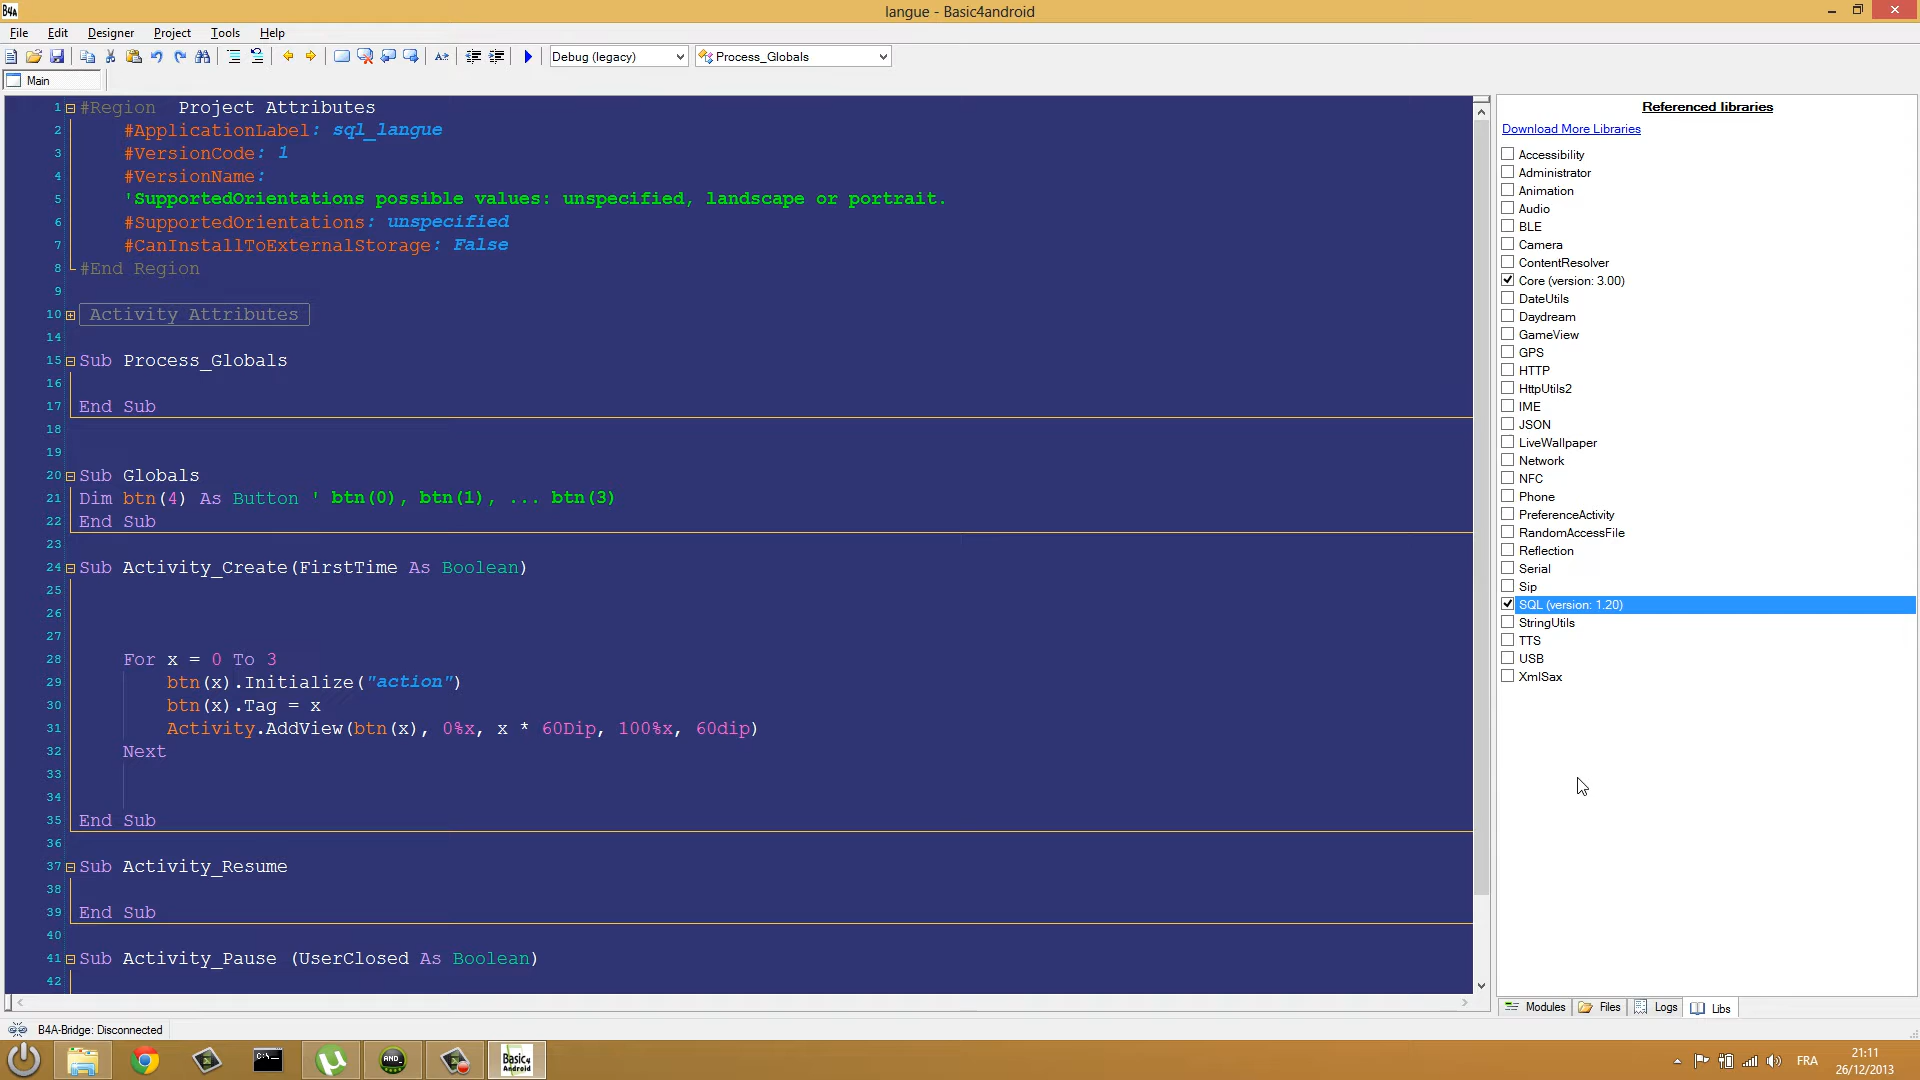 B4A langue - Basic4android
File Edit Designer Project Tools Help
Debug (legacy) Process_Globals
Main
1 #Region  Project Attributes
2 #ApplicationLabel: sql_langue
3 #VersionCode: 1
4 #VersionName:
5 'SupportedOrientations possible values: unspecified, landscape or portrait.
6 #SupportedOrientations: unspecified
7 #CanInstallToExternalStorage: False
8 #End Region
9
10 Activity Attributes
14
15 Sub Process_Globals
16
17 End Sub
18
19
20 Sub Globals
21 Dim btn(4) As Button ' btn(0), btn(1), ... btn(3)
22 End Sub
23
24 Sub Activity_Create(FirstTime As Boolean)
25
26
27
28 For x = 0 To 3
29 btn(x).Initialize("action")
30 btn(x).Tag = x
31 Activity.AddView(btn(x), 0%x, x * 60Dip, 100%x, 60dip)
32 Next
33
34
35 End Sub
36
37 Sub Activity_Resume
38
39 End Sub
40
41 Sub Activity_Pause (UserClosed As Boolean)
42
Referenced libraries
Download More Libraries
Accessibility
Administrator
Animation
Audio
BLE
Camera
ContentResolver
Core (version: 3.00)
DateUtils
Daydream
GameView
GPS
HTTP
HttpUtils2
IME
JSON
LiveWallpaper
Network
NFC
Phone
PreferenceActivity
RandomAccessFile
Reflection
Serial
Sip
SQL (version: 1.20)
StringUtils
TTS
USB
XmlSax
Modules Files Logs Libs
B4A-Bridge: Disconnected
AND_
Basic4
Android
FRA
21:11
26/12/2013